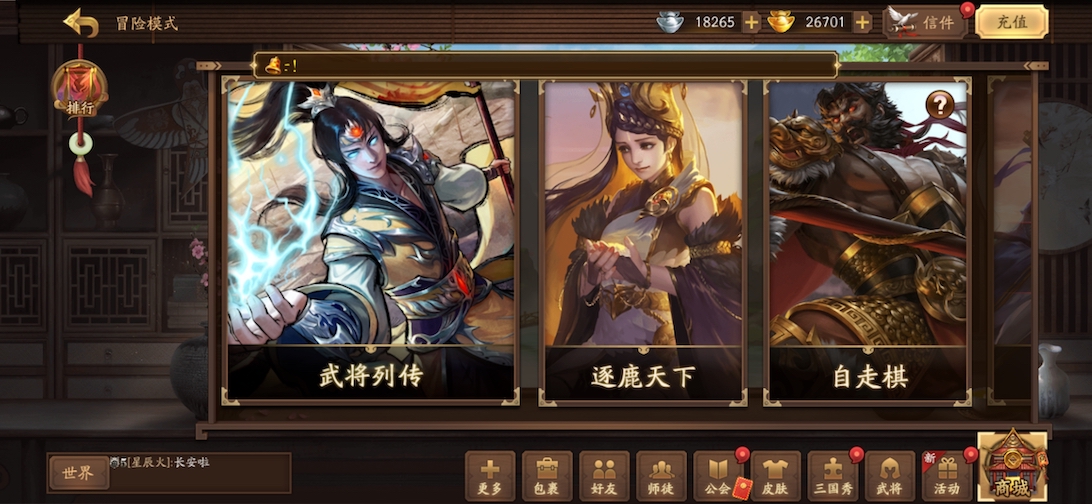 冒险模式
18265
26701
信件
充值
排行
:!
武将列传
逐鹿天下
自走棋
?
世界
5[星辰火]:长安啦
更多
包裹
好友
师徒
公会
皮肤
三国秀
武将
新
活动
商城